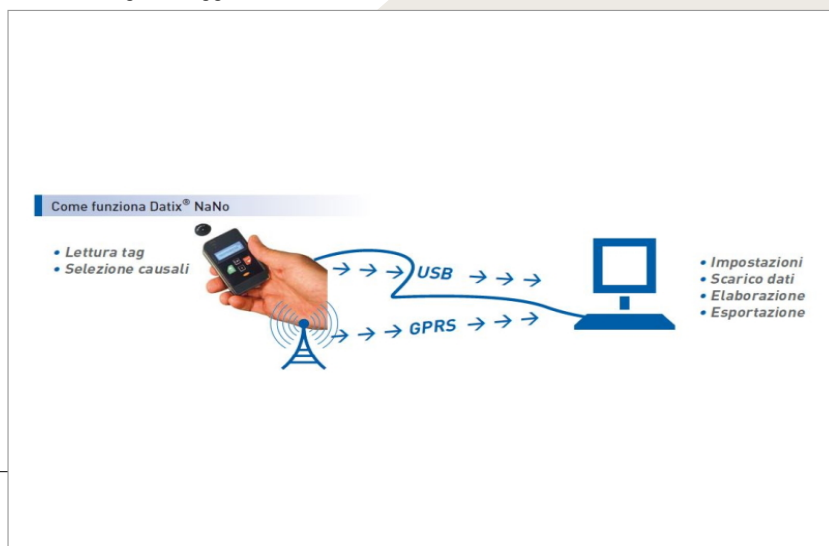 Come funziona Datix® NaNo
• Lettura tag
• Selezione causali
USB
GPRS
• Impostazioni
• Scarico dati
• Elaborazione
• Esportazione